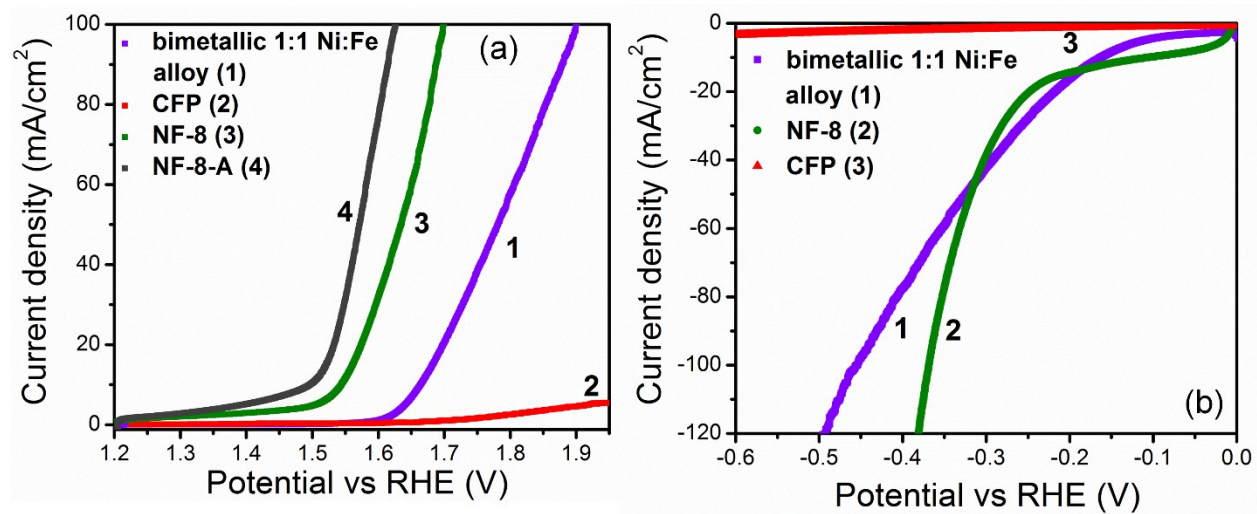 (a)
bimetallic 1:1 Ni:Fe
alloy (1)
CFP (2)
NF-8 (3)
NF-8-A (4)
4
3
1
2
100
80
60
40
20
0
1.2 1.3 1.4 1.5 1.6 1.7 1.8 1.9
Current density (mA/cm²)
Potential vs RHE (V)
3
bimetallic 1:1 Ni:Fe
alloy (1)
NF-8 (2)
CFP (3)
1
2
(b)
0
-20
-40
-60
-80
-100
-120
-0.6 -0.5 -0.4 -0.3 -0.2 -0.1 0.0
Current density (mA/cm²)
Potential vs RHE (V)